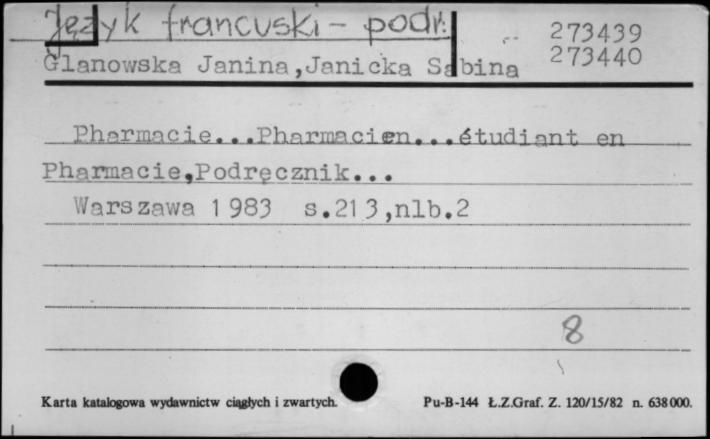 Język francuski - podr.
273439
Glanowska Janina,Janicka Sabina
273440
Pharmacie...Pharmacien...étudiant en
Pharmacie,Podręcznik...
Warszawa 1983 s.213,nlb.2
8
Karta katalogowa wydawnictw ciągłych i zwartych. Pu-B-144 Ł.Z.Graf. Z. 120/15/82 n. 638000.